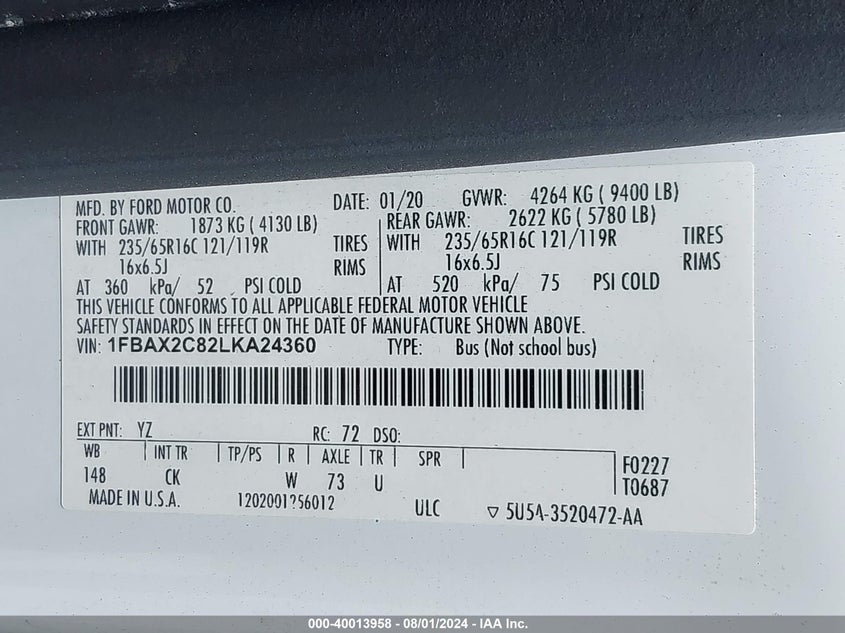 MFD. BY FORD MOTOR CO. DATE: 01/20 GVWR: 4264 KG ( 9400 LB)
FRONT GAWR: 1873 KG ( 4130 LB) REAR GAWR: 2622 KG ( 5780 LB)
WITH 235/65R16C 121/119R TIRES WITH 235/65R16C 121/119R TIRES
16x6.5J RIMS 16x6.5J RIMS
AT 360 kPa/ 52 PSI COLD AT 520 kPa/ 75 PSI COLD
THIS VEHICLE CONFORMS TO ALL APPLICABLE FEDERAL MOTOR VEHICLE
SAFETY STANDARDS IN EFFECT ON THE DATE OF MANUFACTURE SHOWN ABOVE.
VIN: 1FBAX2C82LKA24360 TYPE: Bus (Not school bus)
EXT PNT: YZ RC: 72 DSO:
WB INT TR TP/PS R AXLE TR SPR F0227
148 CK W 73 U T0687
MADE IN U.S.A. ULC ▽ 5U5A-3520472-AA
000-40013958 - 08/01/2024 - IAA Inc.